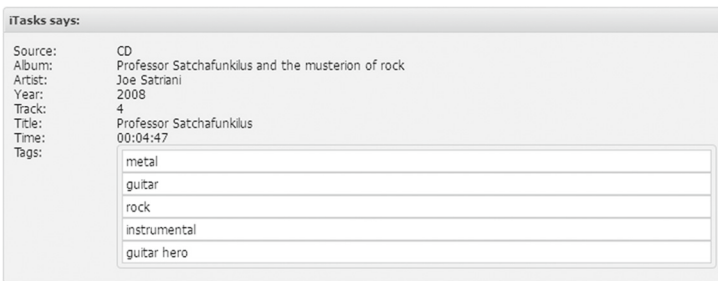 iTasks says:
Source: CD
Album: Professor Satchafunkilus and the musterion of rock
Artist: Joe Satriani
Year: 2008
Track: 4
Title: Professor Satchafunkilus
Time: 00:04:47
Tags:
metal
guitar
rock
instrumental
guitar hero